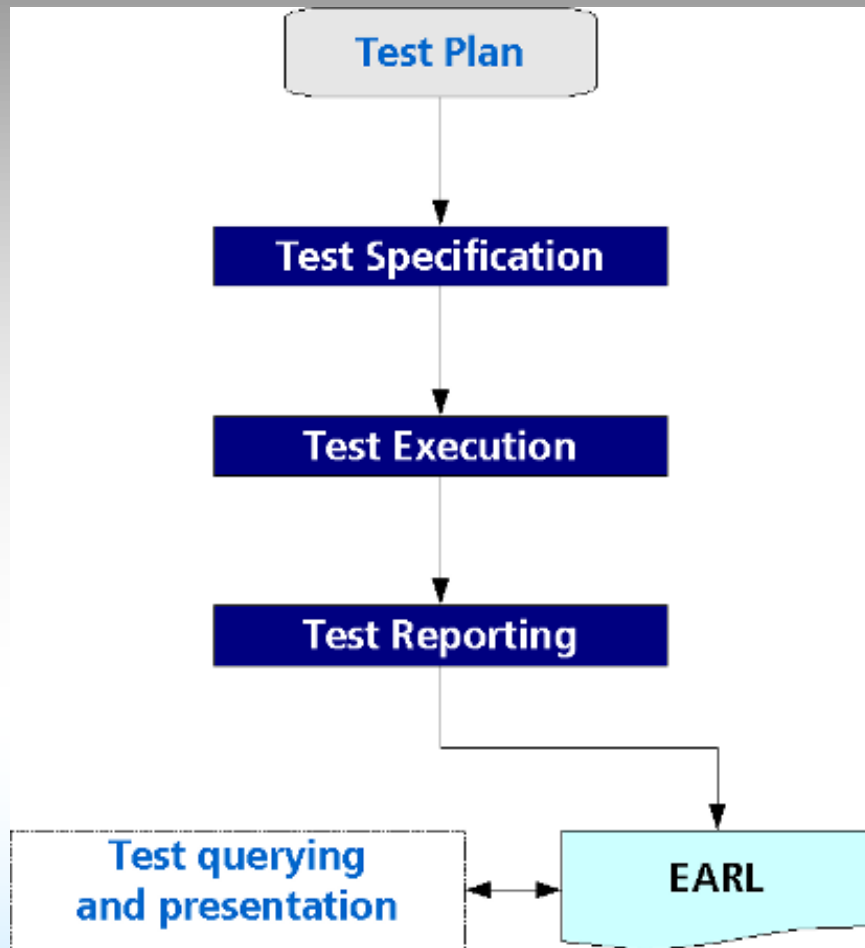 Test Plan
Test Specification
Test Execution
Test Reporting
Test querying
and presentation
EARL